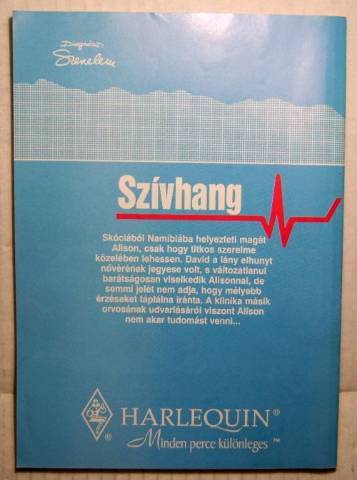 Diagnózis:
Szerelem
Szívhang
Skóciából Namíbiába helyezteti magát
Alison, csak hogy titkos szerelme
közelében lehessen. David a lány elhunyt
nővérének jegyese volt, s változatlanul
barátságosan viselkedik Alisonnal, de
semmi jelét nem adja, hogy mélyebb
érzéseket táplálna iránta. A klinika másik
orvosának udvarlásáról viszont Alison
nem akar tudomást venni...
HARLEQUIN®
®
Minden perce különleges ™